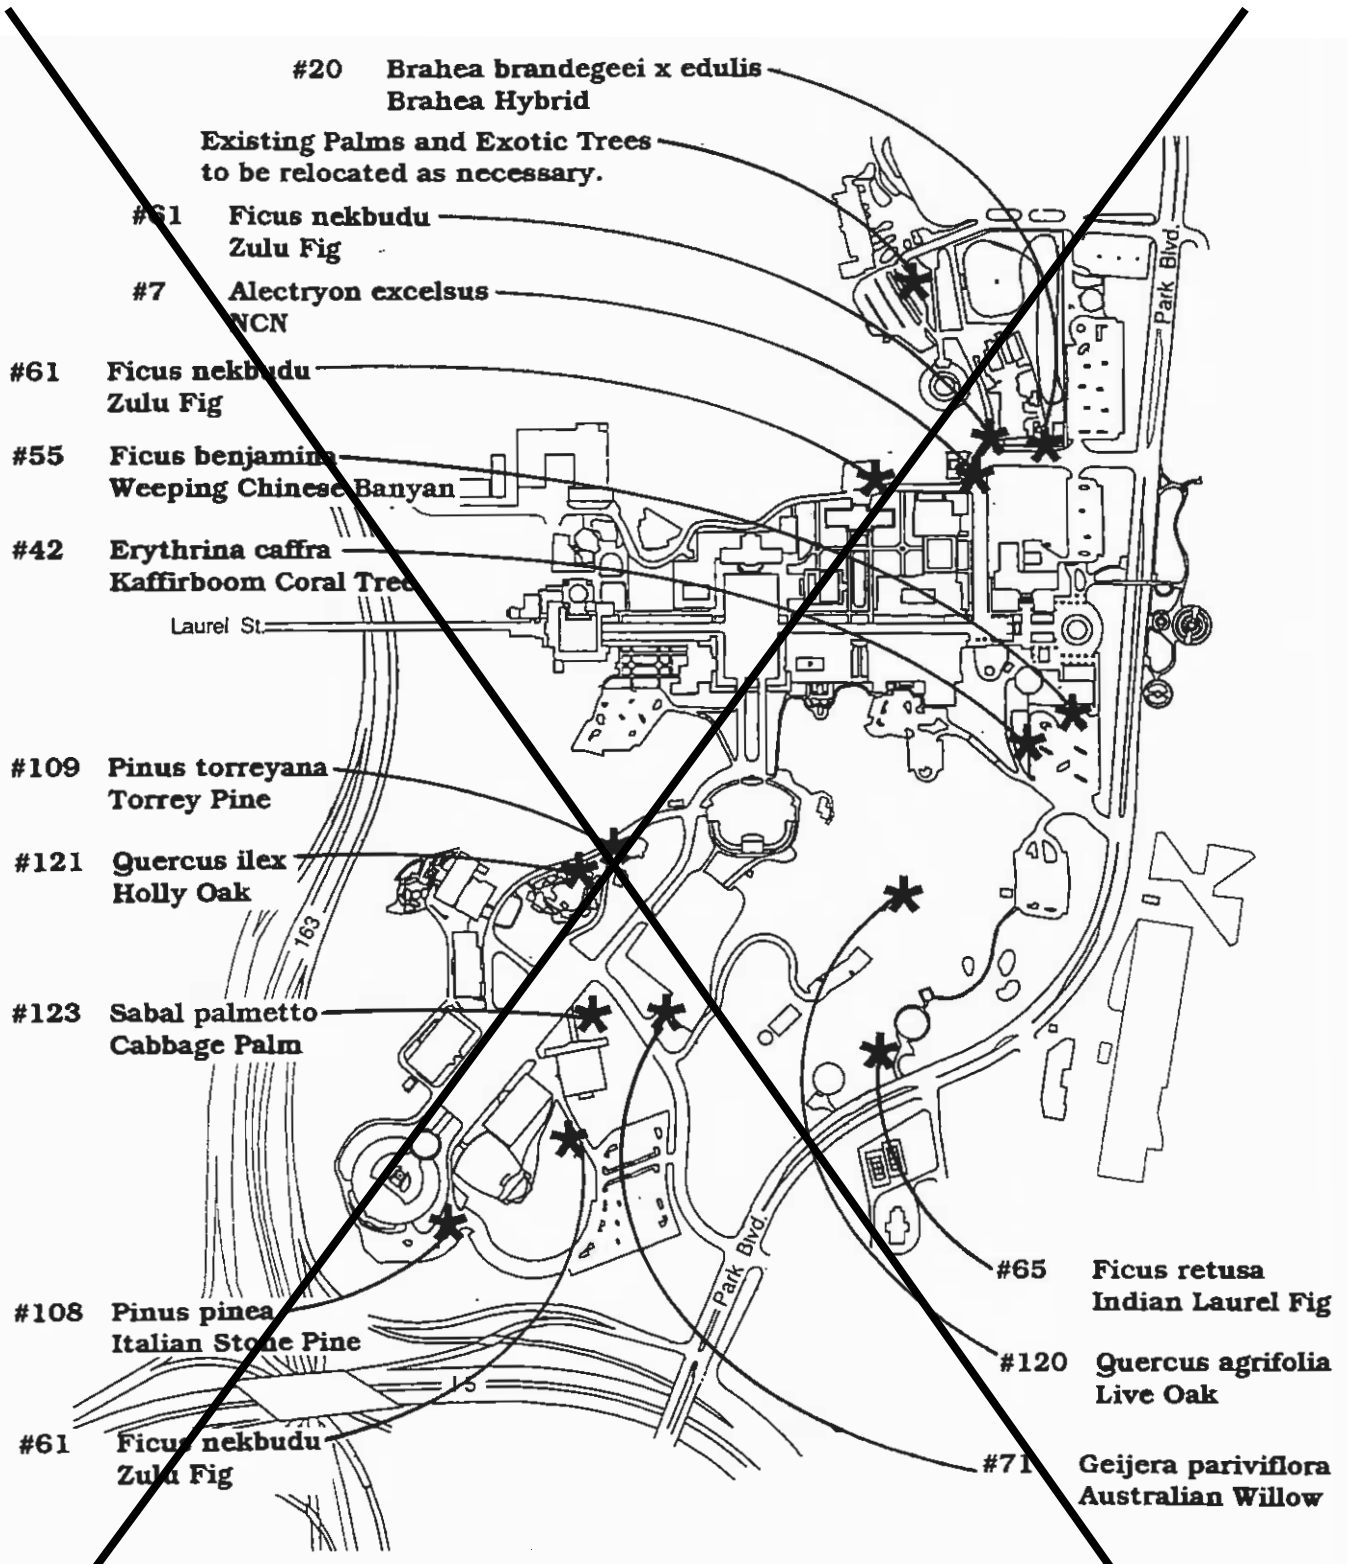 #20 Brahea brandegeei x edulis
Brahea Hybrid
Existing Palms and Exotic Trees
to be relocated as necessary.
#61 Ficus nekbudu
Zulu Fig
#7 Alectryon excelsus
NCN
#61 Ficus nekbudu
Zulu Fig
#55 Ficus benjamina
Weeping Chinese Banyan
#42 Erythrina caffra
Kaffirboom Coral Tree
Laurel St.
Park Blvd.
#109 Pinus torreyana
Torrey Pine
#121 Quercus ilex
Holly Oak
163
#123 Sabal palmetto
Cabbage Palm
Park Blvd.
#108 Pinus pinea
Italian Stone Pine
I 5
#61 Ficus nekbudu
Zulu Fig
#65 Ficus retusa
Indian Laurel Fig
#120 Quercus agrifolia
Live Oak
#71 Geijera pariviflora
Australian Willow